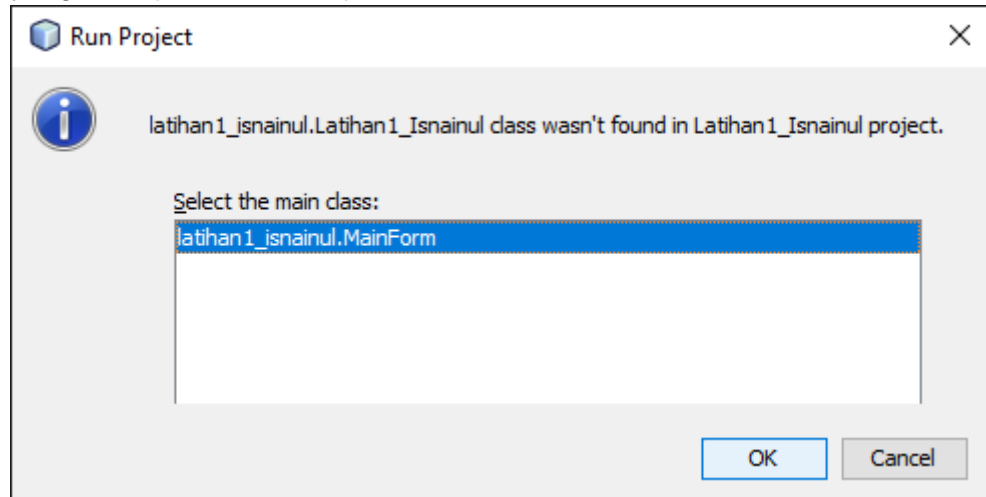 Run Project
latihan1_isnainul.Latihan1_Isnainul class wasn't found in Latihan1_Isnainul project.
Select the main class:
latihan1_isnainul.MainForm
OK
Cancel